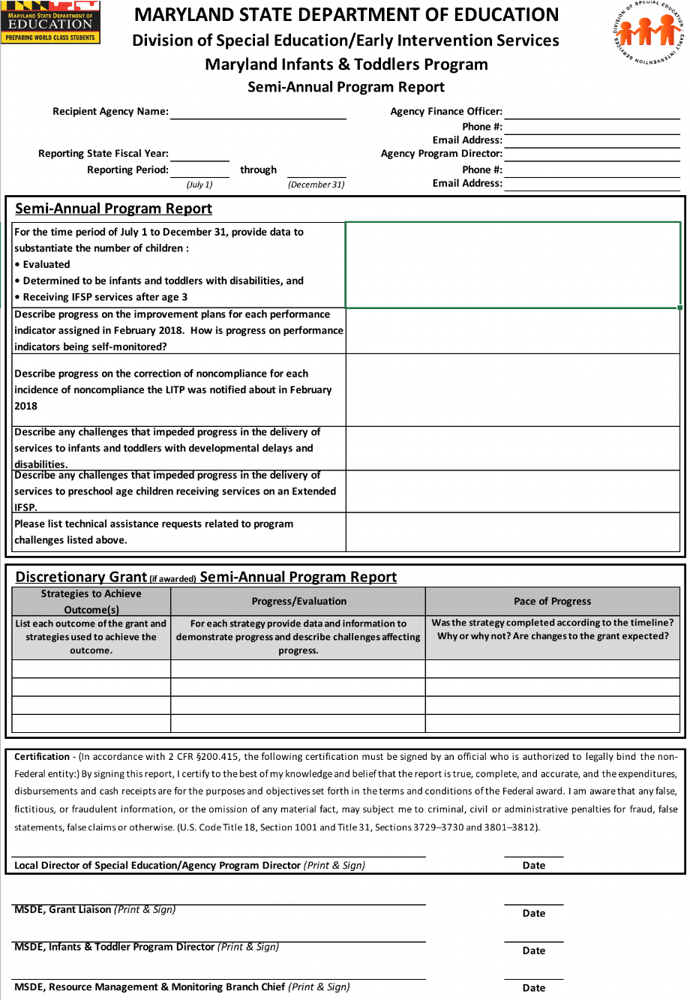 MARYLAND STATE DEPARTMENT OF
EDUCATION
PREPARING WORLD CLASS STUDENTS
MARYLAND STATE DEPARTMENT OF EDUCATION
Division of Special Education/Early Intervention Services
Maryland Infants & Toddlers Program
Semi-Annual Program Report
DIVISION OF SPECIAL EDUCATION/EARLY INTERVENTION SERVICES
Recipient Agency Name:
Agency Finance Officer:
Phone #:
Email Address:
Reporting State Fiscal Year:
Agency Program Director:
Reporting Period: through
Phone #:
(July 1) (December 31)
Email Address:
Semi-Annual Program Report
For the time period of July 1 to December 31, provide data to
substantiate the number of children :
• Evaluated
• Determined to be infants and toddlers with disabilities, and
• Receiving IFSP services after age 3
Describe progress on the improvement plans for each performance
indicator assigned in February 2018.  How is progress on performance
indicators being self-monitored?
Describe progress on the correction of noncompliance for each
incidence of noncompliance the LITP was notified about in February
2018
Describe any challenges that impeded progress in the delivery of
services to infants and toddlers with developmental delays and
disabilities.
Describe any challenges that impeded progress in the delivery of
services to preschool age children receiving services on an Extended
IFSP.
Please list technical assistance requests related to program
challenges listed above.
Discretionary Grant (if awarded) Semi-Annual Program Report
Strategies to Achieve
Outcome(s)
Progress/Evaluation
Pace of Progress
List each outcome of the grant and
strategies used to achieve the
outcome.
For each strategy provide data and information to
demonstrate progress and describe challenges affecting
progress.
Was the strategy completed according to the timeline?
Why or why not? Are changes to the grant expected?
Certification - (In accordance with 2 CFR §200.415, the following certification must be signed by an official who is authorized to legally bind the non-
Federal entity:) By signing this report, I certify to the best of my knowledge and belief that the report is true, complete, and accurate, and the expenditures,
disbursements and cash receipts are for the purposes and objectives set forth in the terms and conditions of the Federal award. I am aware that any false,
fictitious, or fraudulent information, or the omission of any material fact, may subject me to criminal, civil or administrative penalties for fraud, false
statements, false claims or otherwise. (U.S. Code Title 18, Section 1001 and Title 31, Sections 3729–3730 and 3801–3812).
Local Director of Special Education/Agency Program Director (Print & Sign)
Date
MSDE, Grant Liaison (Print & Sign)
Date
MSDE, Infants & Toddler Program Director (Print & Sign)
Date
MSDE, Resource Management & Monitoring Branch Chief (Print & Sign)
Date